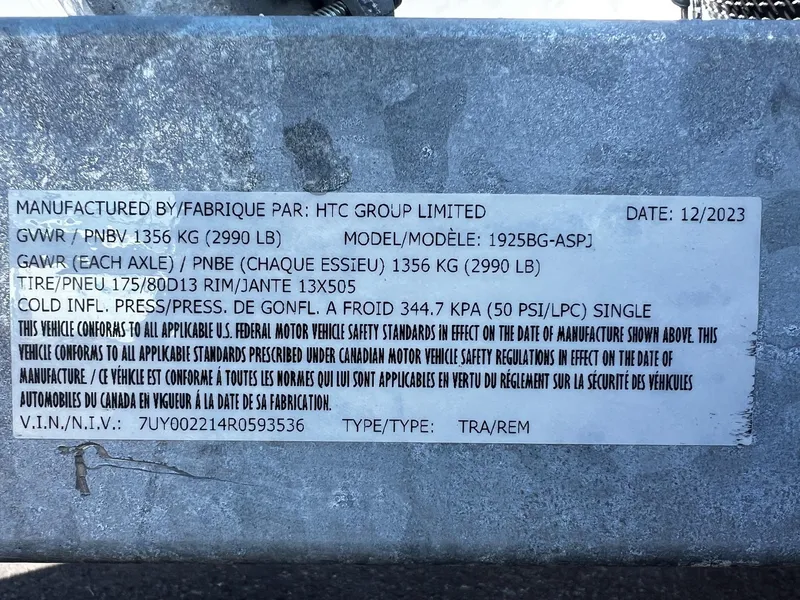 MANUFACTURED BY/FABRIQUE PAR: HTC GROUP LIMITED DATE: 12/2023
GVWR / PNBV 1356 KG (2990 LB) MODEL/MODÈLE: 1925BG-ASPJ
GAWR (EACH AXLE) / PNBE (CHAQUE ESSIEU) 1356 KG (2990 LB)
TIRE/PNEU 175/80D13 RIM/JANTE 13X505
COLD INFL. PRESS/PRESS. DE GONFL. A FROID 344.7 KPA (50 PSI/LPC) SINGLE
THIS VEHICLE CONFORMS TO ALL APPLICABLE U.S. FEDERAL MOTOR VEHICLE SAFETY STANDARDS IN EFFECT ON THE DATE OF MANUFACTURE SHOWN ABOVE. THIS
VEHICLE CONFORMS TO ALL APPLICABLE STANDARDS PRESCRIBED UNDER CANADIAN MOTOR VEHICLE SAFETY REGULATIONS IN EFFECT ON THE DATE OF
MANUFACTURE. / CE VÉHKLE EST CONFORME Á TOUTES LES NORMES QUI LUI SONT APPLICABLES EN VERTU DU RÉGLEMENT SUR LA SÉCURITÉ DES VÉHICULES
AUTOMOBILES DU CANADA EN VIGUEUR Á LA DATE DE SA FABRICATION.
V.I.N./N.I.V.: 7UY002214R0593536 TYPE/TYPE: TRA/REM